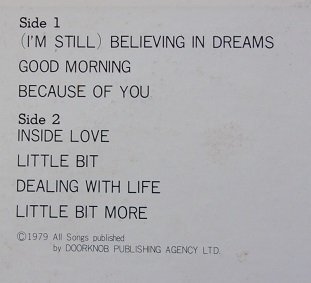 Side 1
(I'M STILL) BELIEVING IN DREAMS
GOOD MORNING
BECAUSE OF YOU
Side 2
INSIDE LOVE
LITTLE BIT
DEALING WITH LIFE
LITTLE BIT MORE
©1979 All Songs published
by DOORKNOB PUBLISHING AGENCY LTD.